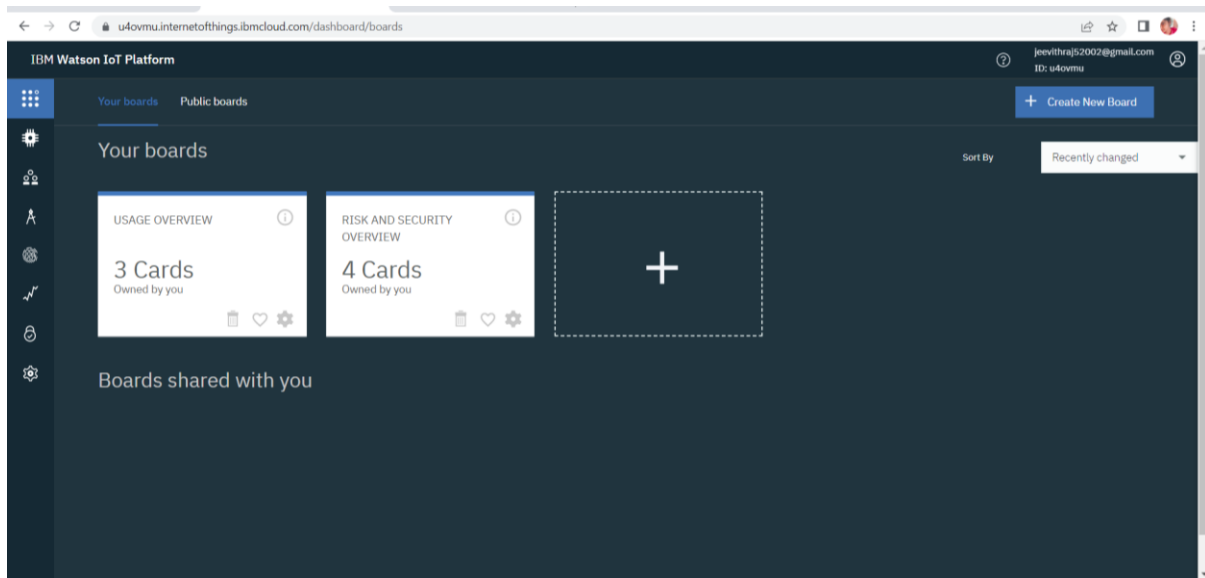 u4ovmu.internetofthings.ibmcloud.com/dashboard/boards
IBM Watson IoT Platform
jeevithraj52002@gmail.com
ID: u4ovmu
Your boards Public boards
+ Create New Board
Your boards
Sort By Recently changed
USAGE OVERVIEW
3 Cards
Owned by you
RISK AND SECURITY
OVERVIEW
4 Cards
Owned by you
Boards shared with you